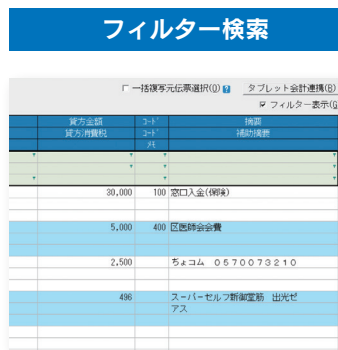 フィルター検索
一括複写元伝票選択(J) ? タブレット会計連携(B)
フィルター表示(G
貸方金額 コード 摘要
貸方消費税 コード 補助摘要
メモ
30,000 100 窓口入金(保険)
5,000 400 区医師会会費
2,500 ちょコム 0570073210
496 スーパーセルフ新御堂筋 出光ゼ
アス